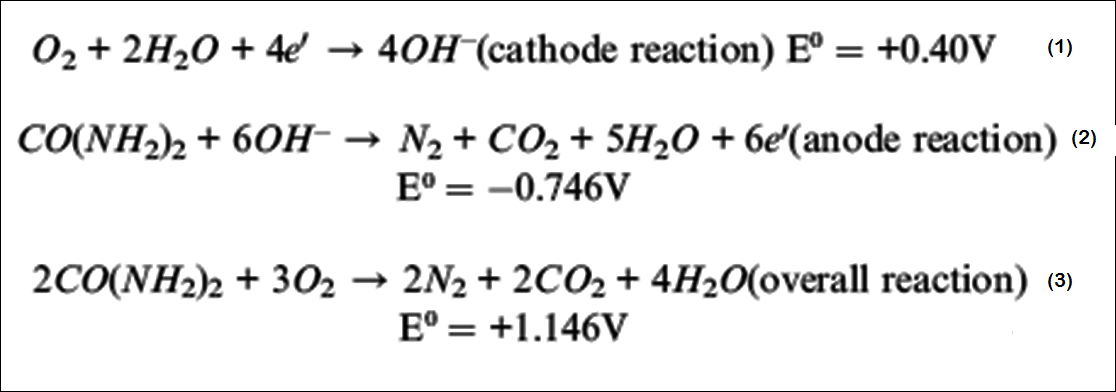 O₂ + 2H₂O + 4e′ → 4OH⁻(cathode reaction) E⁰ = +0.40V (1)
CO(NH₂)₂ + 6OH⁻ → N₂ + CO₂ + 5H₂O + 6e′(anode reaction) (2)
E⁰ = −0.746V
2CO(NH₂)₂ + 3O₂ → 2N₂ + 2CO₂ + 4H₂O(overall reaction) (3)
E⁰ = +1.146V